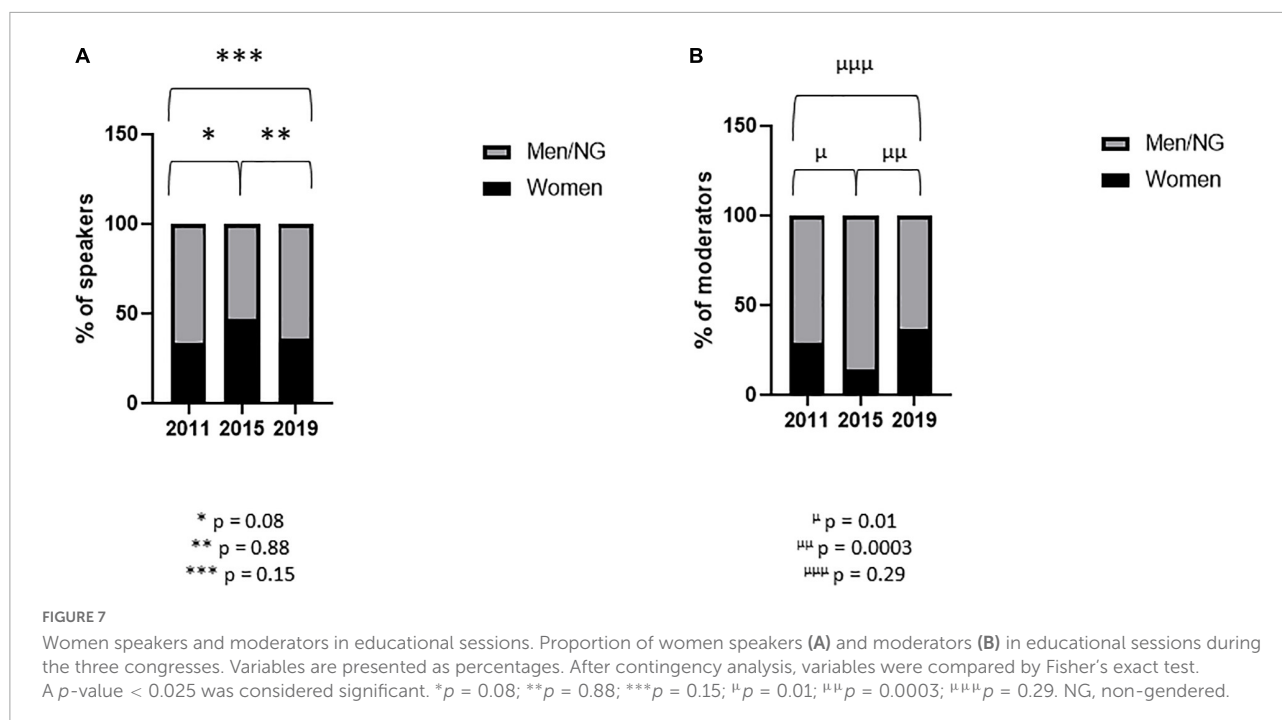 A
***
* **
150
100
50
0
% of speakers
2011 2015 2019
Men/NG
Women
* p = 0.08
** p = 0.88
*** p = 0.15
B
µµµ
µ µµ
150
100
50
0
% of moderators
2011 2015 2019
Men/NG
Women
µ p = 0.01
µµ p = 0.0003
µµµ p = 0.29
FIGURE 7
Women speakers and moderators in educational sessions. Proportion of women speakers (A) and moderators (B) in educational sessions during
the three congresses. Variables are presented as percentages. After contingency analysis, variables were compared by Fisher’s exact test.
A p-value < 0.025 was considered significant. *p = 0.08; **p = 0.88; ***p = 0.15; µp = 0.01; µµp = 0.0003; µµµp = 0.29. NG, non-gendered.